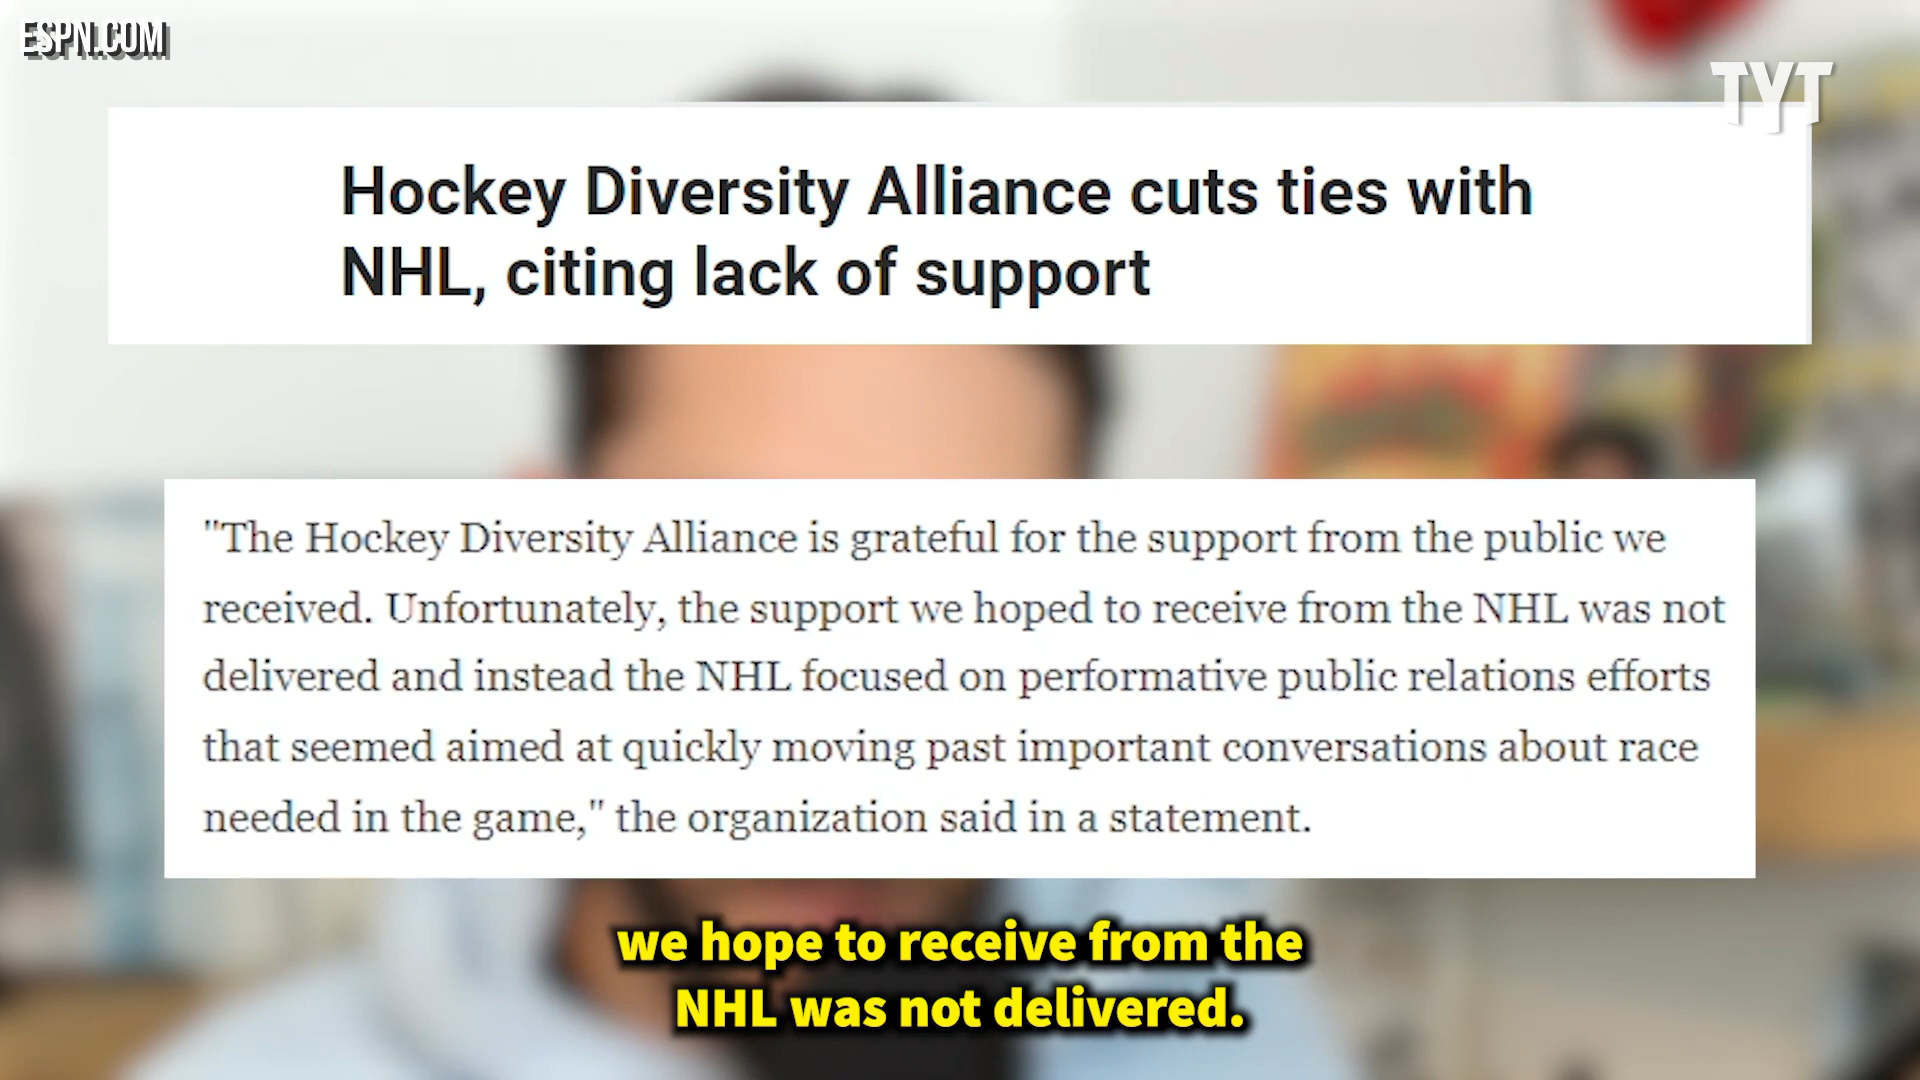 ESPN.COM
TYT
Hockey Diversity Alliance cuts ties with
NHL, citing lack of support
"The Hockey Diversity Alliance is grateful for the support from the public we
received. Unfortunately, the support we hoped to receive from the NHL was not
delivered and instead the NHL focused on performative public relations efforts
that seemed aimed at quickly moving past important conversations about race
needed in the game," the organization said in a statement.
we hope to receive from the
NHL was not delivered.